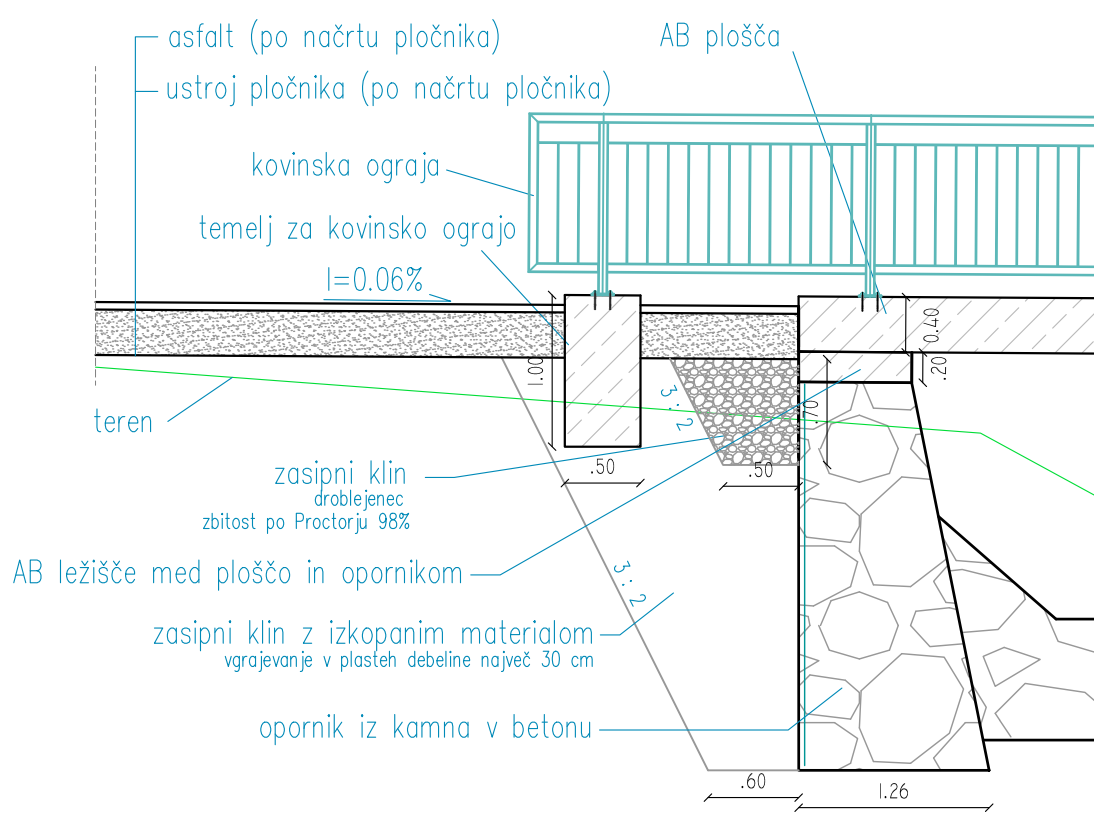 asfalt (po načrtu pločnika)
AB plošča
ustroj pločnika (po načrtu pločnika)
kovinska ograja
temelj za kovinsko ograjo
I=0.06%
0.40
1.00
.20
3:2
.70
teren
zasipni klin
.50
.50
droblejenec
zbitost po Proctorju 98%
AB ležišče med ploščo in opornikom
3:2
zasipni klin z izkopanim materialom
vgrajevanje v plasteh debeline največ 30 cm
opornik iz kamna v betonu
.60
1.26